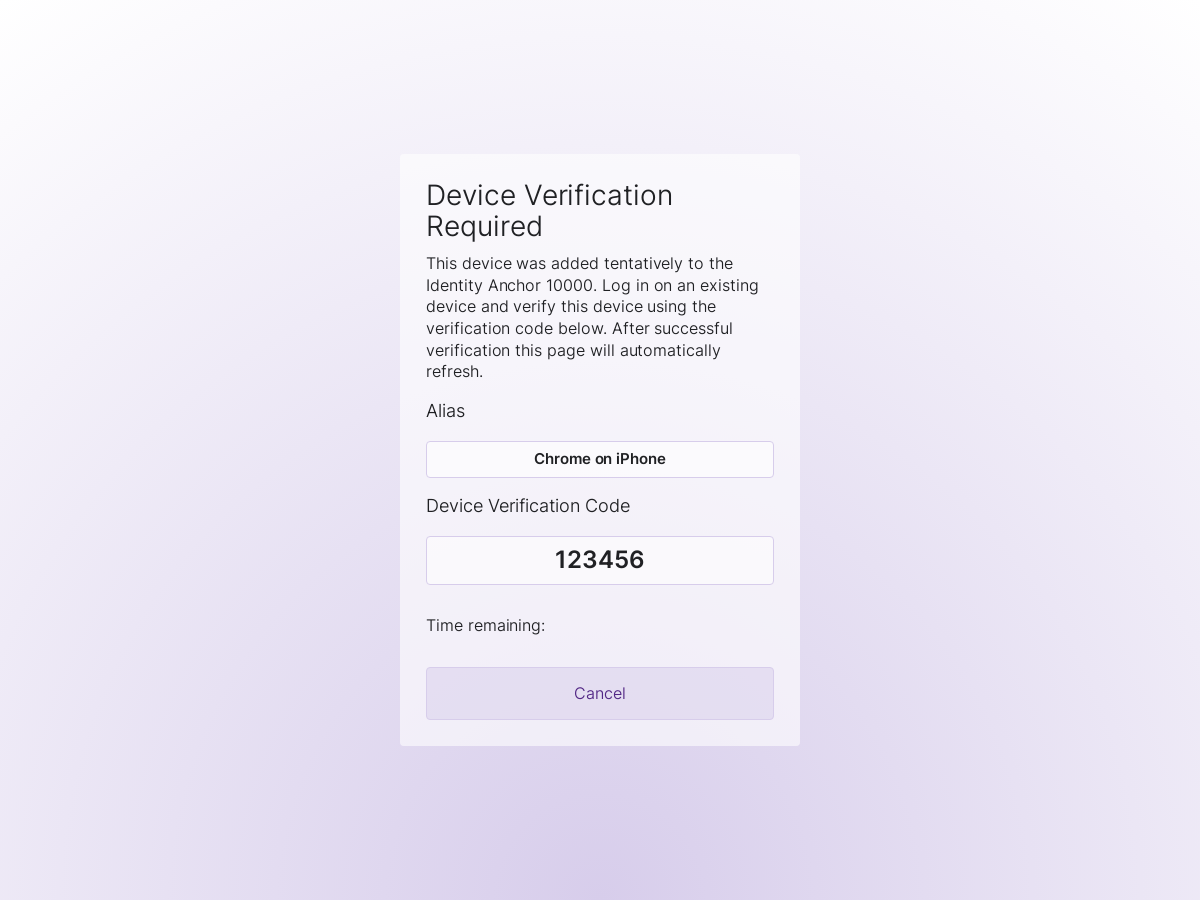 Device Verification
Required
This device was added tentatively to the
Identity Anchor 10000. Log in on an existing
device and verify this device using the
verification code below. After successful
verification this page will automatically
refresh.
Alias
Chrome on iPhone
Device Verification Code
123456
Time remaining:
Cancel